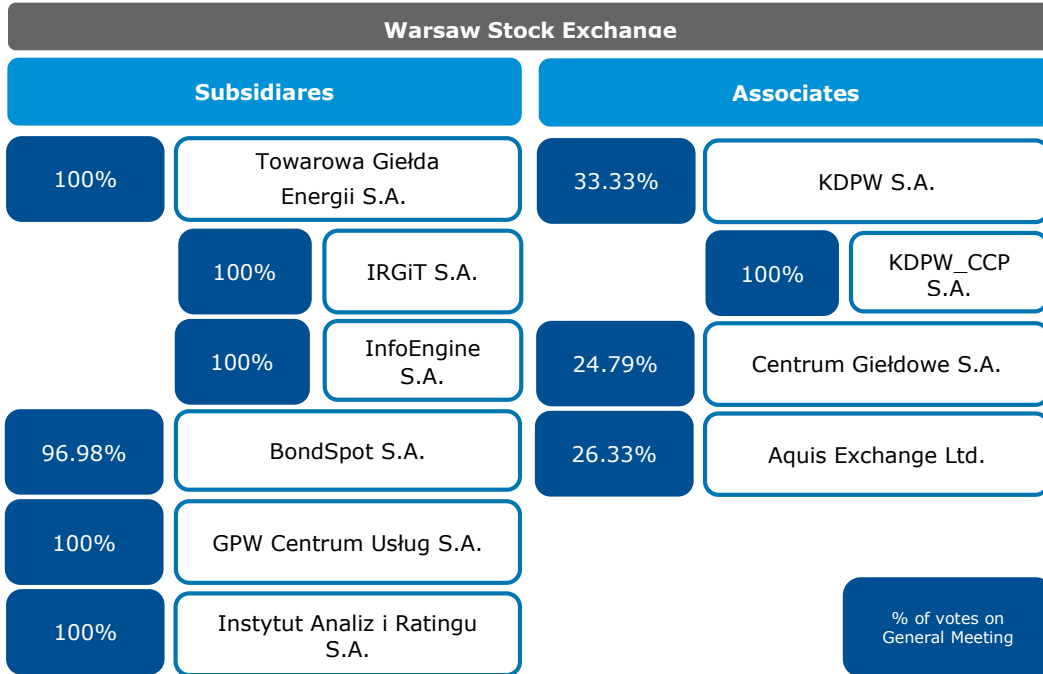 Warsaw Stock Exchange
Subsidiares
Associates
100%
Towarowa Giełda
Energii S.A.
100%
IRGiT S.A.
100%
InfoEngine
S.A.
96.98%
BondSpot S.A.
100%
GPW Centrum Usług S.A.
100%
Instytut Analiz i Ratingu
S.A.
33.33%
KDPW S.A.
100%
KDPW_CCP
S.A.
24.79%
Centrum Giełdowe S.A.
26.33%
Aquis Exchange Ltd.
% of votes on
General Meeting